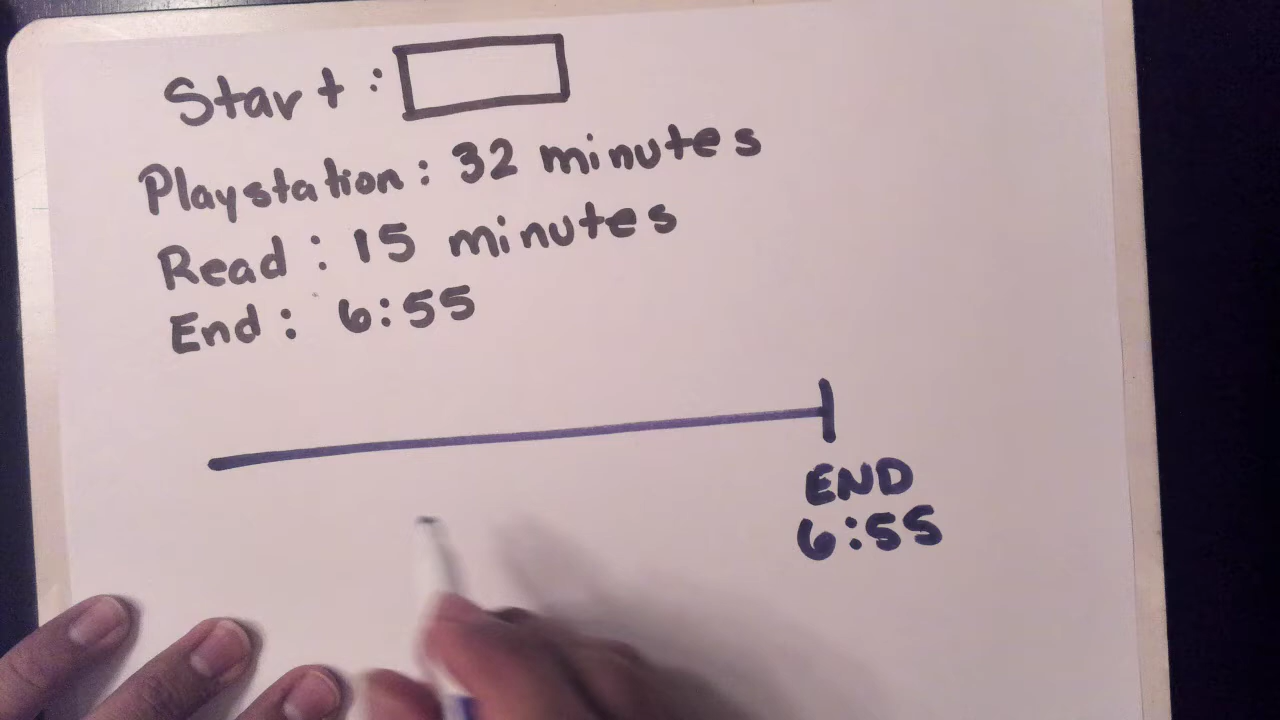 Start:
Playstation: 32 minutes
Read: 15 minutes
End: 6:55
END
6:55